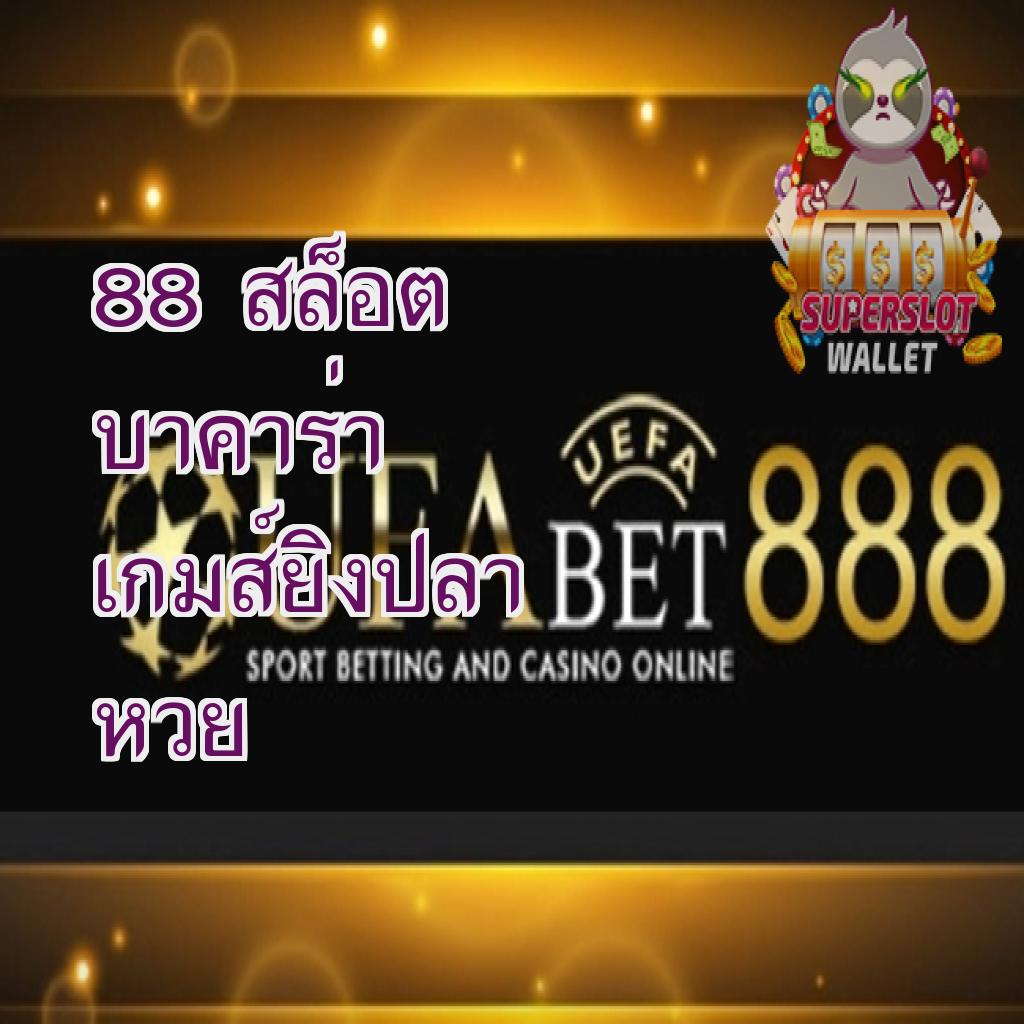 SUPERSLOT
WALLET
88 สล็อต
บาคาร่า
เกมส์ยิงปลา
หวย
UEFA
UFABET888
SPORT BETTING AND CASINO ONLINE